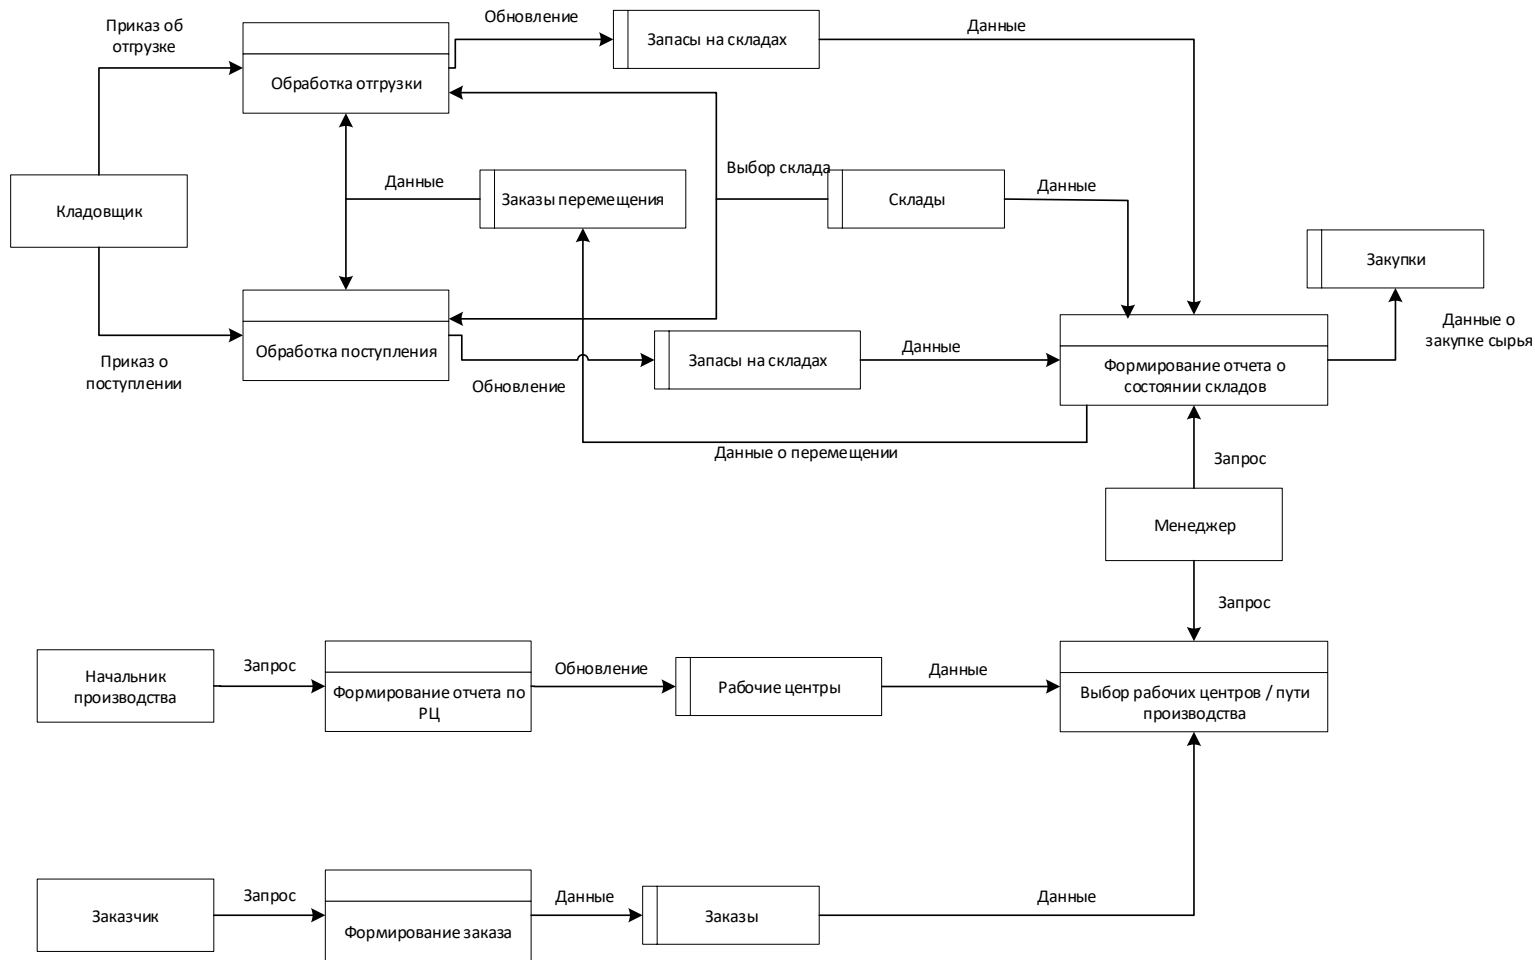 Приказ об
отгрузке
Обновление
Запасы на складах
Данные
Обработка отгрузки
Данные
Заказы перемещения
Выбор склада
Склады
Данные
Кладовщик
Закупки
Приказ о
поступлении
Обработка поступления
Обновление
Запасы на складах
Данные
Формирование отчета о
состоянии складов
Данные о
закупке сырья
Данные о перемещении
Запрос
Менеджер
Запрос
Начальник
производства
Запрос
Формирование отчета по
РЦ
Обновление
Рабочие центры
Данные
Выбор рабочих центров / пути
производства
Заказчик
Запрос
Формирование заказа
Данные
Заказы
Данные